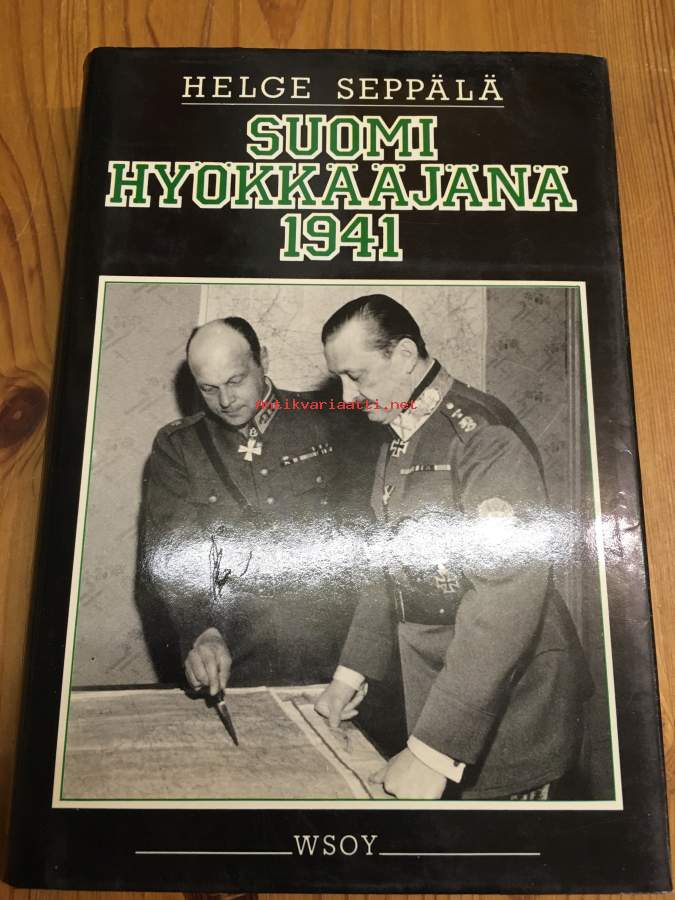 HELGE SEPPÄLÄ
SUOMI
HYÖKKÄÄJÄNÄ
1941
Antikvariaatti.net
WSOY